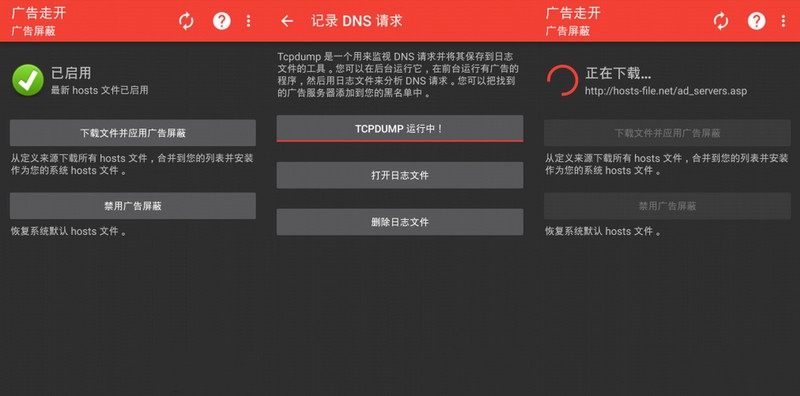 广告走开
广告屏蔽
已启用
最新 hosts 文件已启用
下载文件并应用广告屏蔽
从定义来源下载所有 hosts 文件，合并到您的列表并安装
作为您的系统 hosts 文件。
禁用广告屏蔽
恢复系统默认 hosts 文件。
记录 DNS 请求
Tcpdump 是一个用来监视 DNS 请求并将其保存到日志
文件的工具。您可以在后台运行它，在前台运行有广告的
程序，然后用日志文件来分析 DNS 请求。您可以把找到
的广告服务器添加到您的黑名单中。
TCPDUMP 运行中！
打开日志文件
删除日志文件
广告走开
广告屏蔽
正在下载...
http://hosts-file.net/ad_servers.asp
下载文件并应用广告屏蔽
从定义来源下载所有 hosts 文件，合并到您的列表并安装
作为您的系统 hosts 文件。
禁用广告屏蔽
恢复系统默认 hosts 文件。